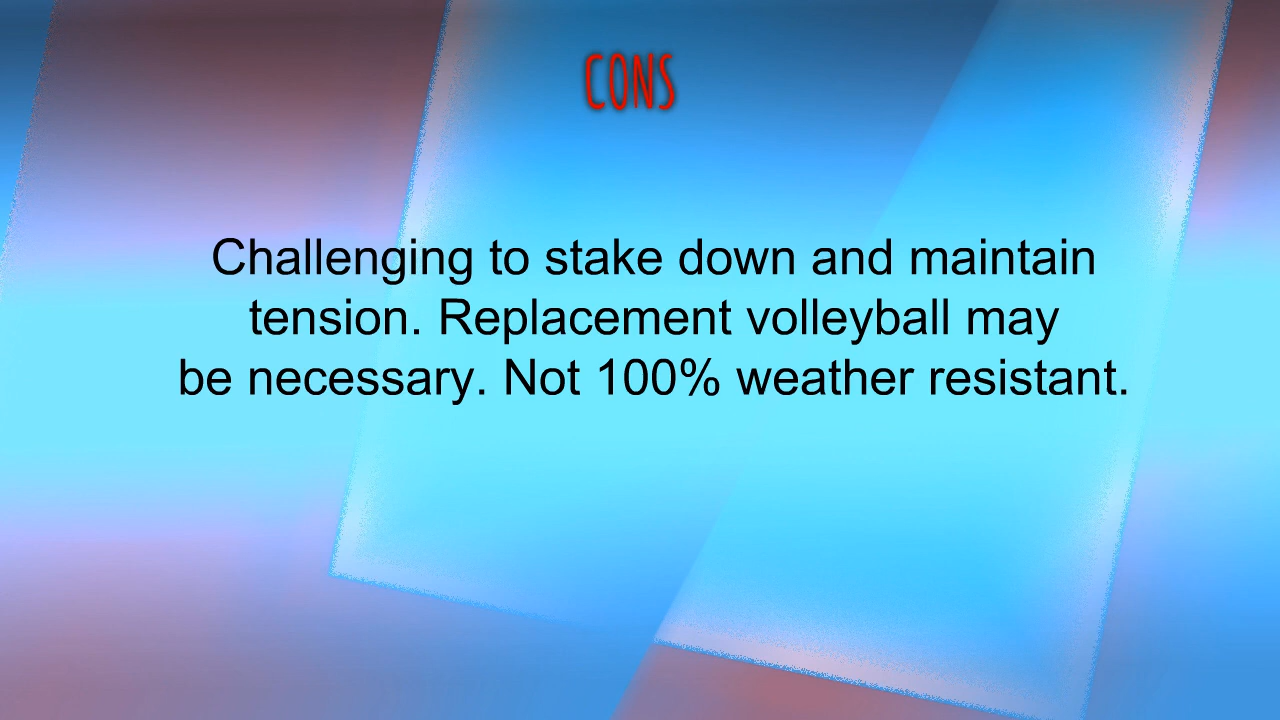 CONS
Challenging to stake down and maintain
tension. Replacement volleyball may
be necessary. Not 100% weather resistant.